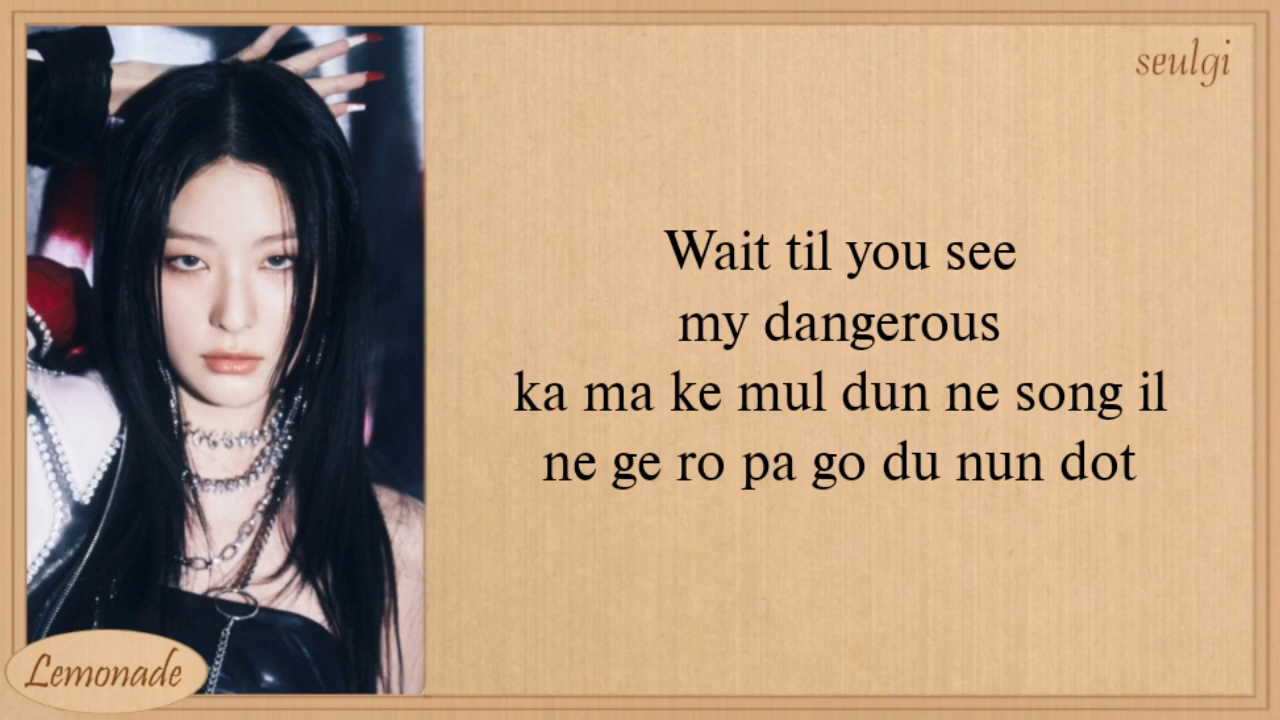 seulgi
Wait til you see
my dangerous
ka ma ke mul dun ne song il
ne ge ro pa go du nun dot
Lemonade